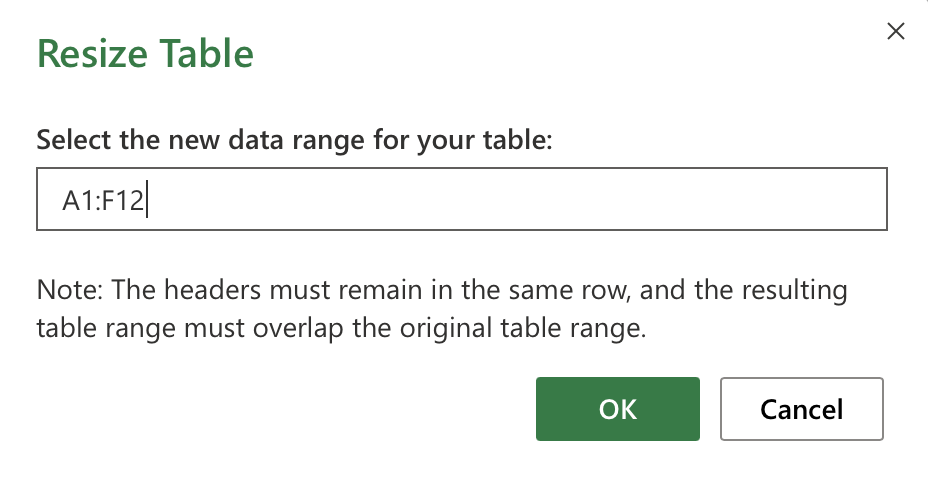 Resize Table
Select the new data range for your table:
A1:F12
Note: The headers must remain in the same row, and the resulting
table range must overlap the original table range.
OK
Cancel